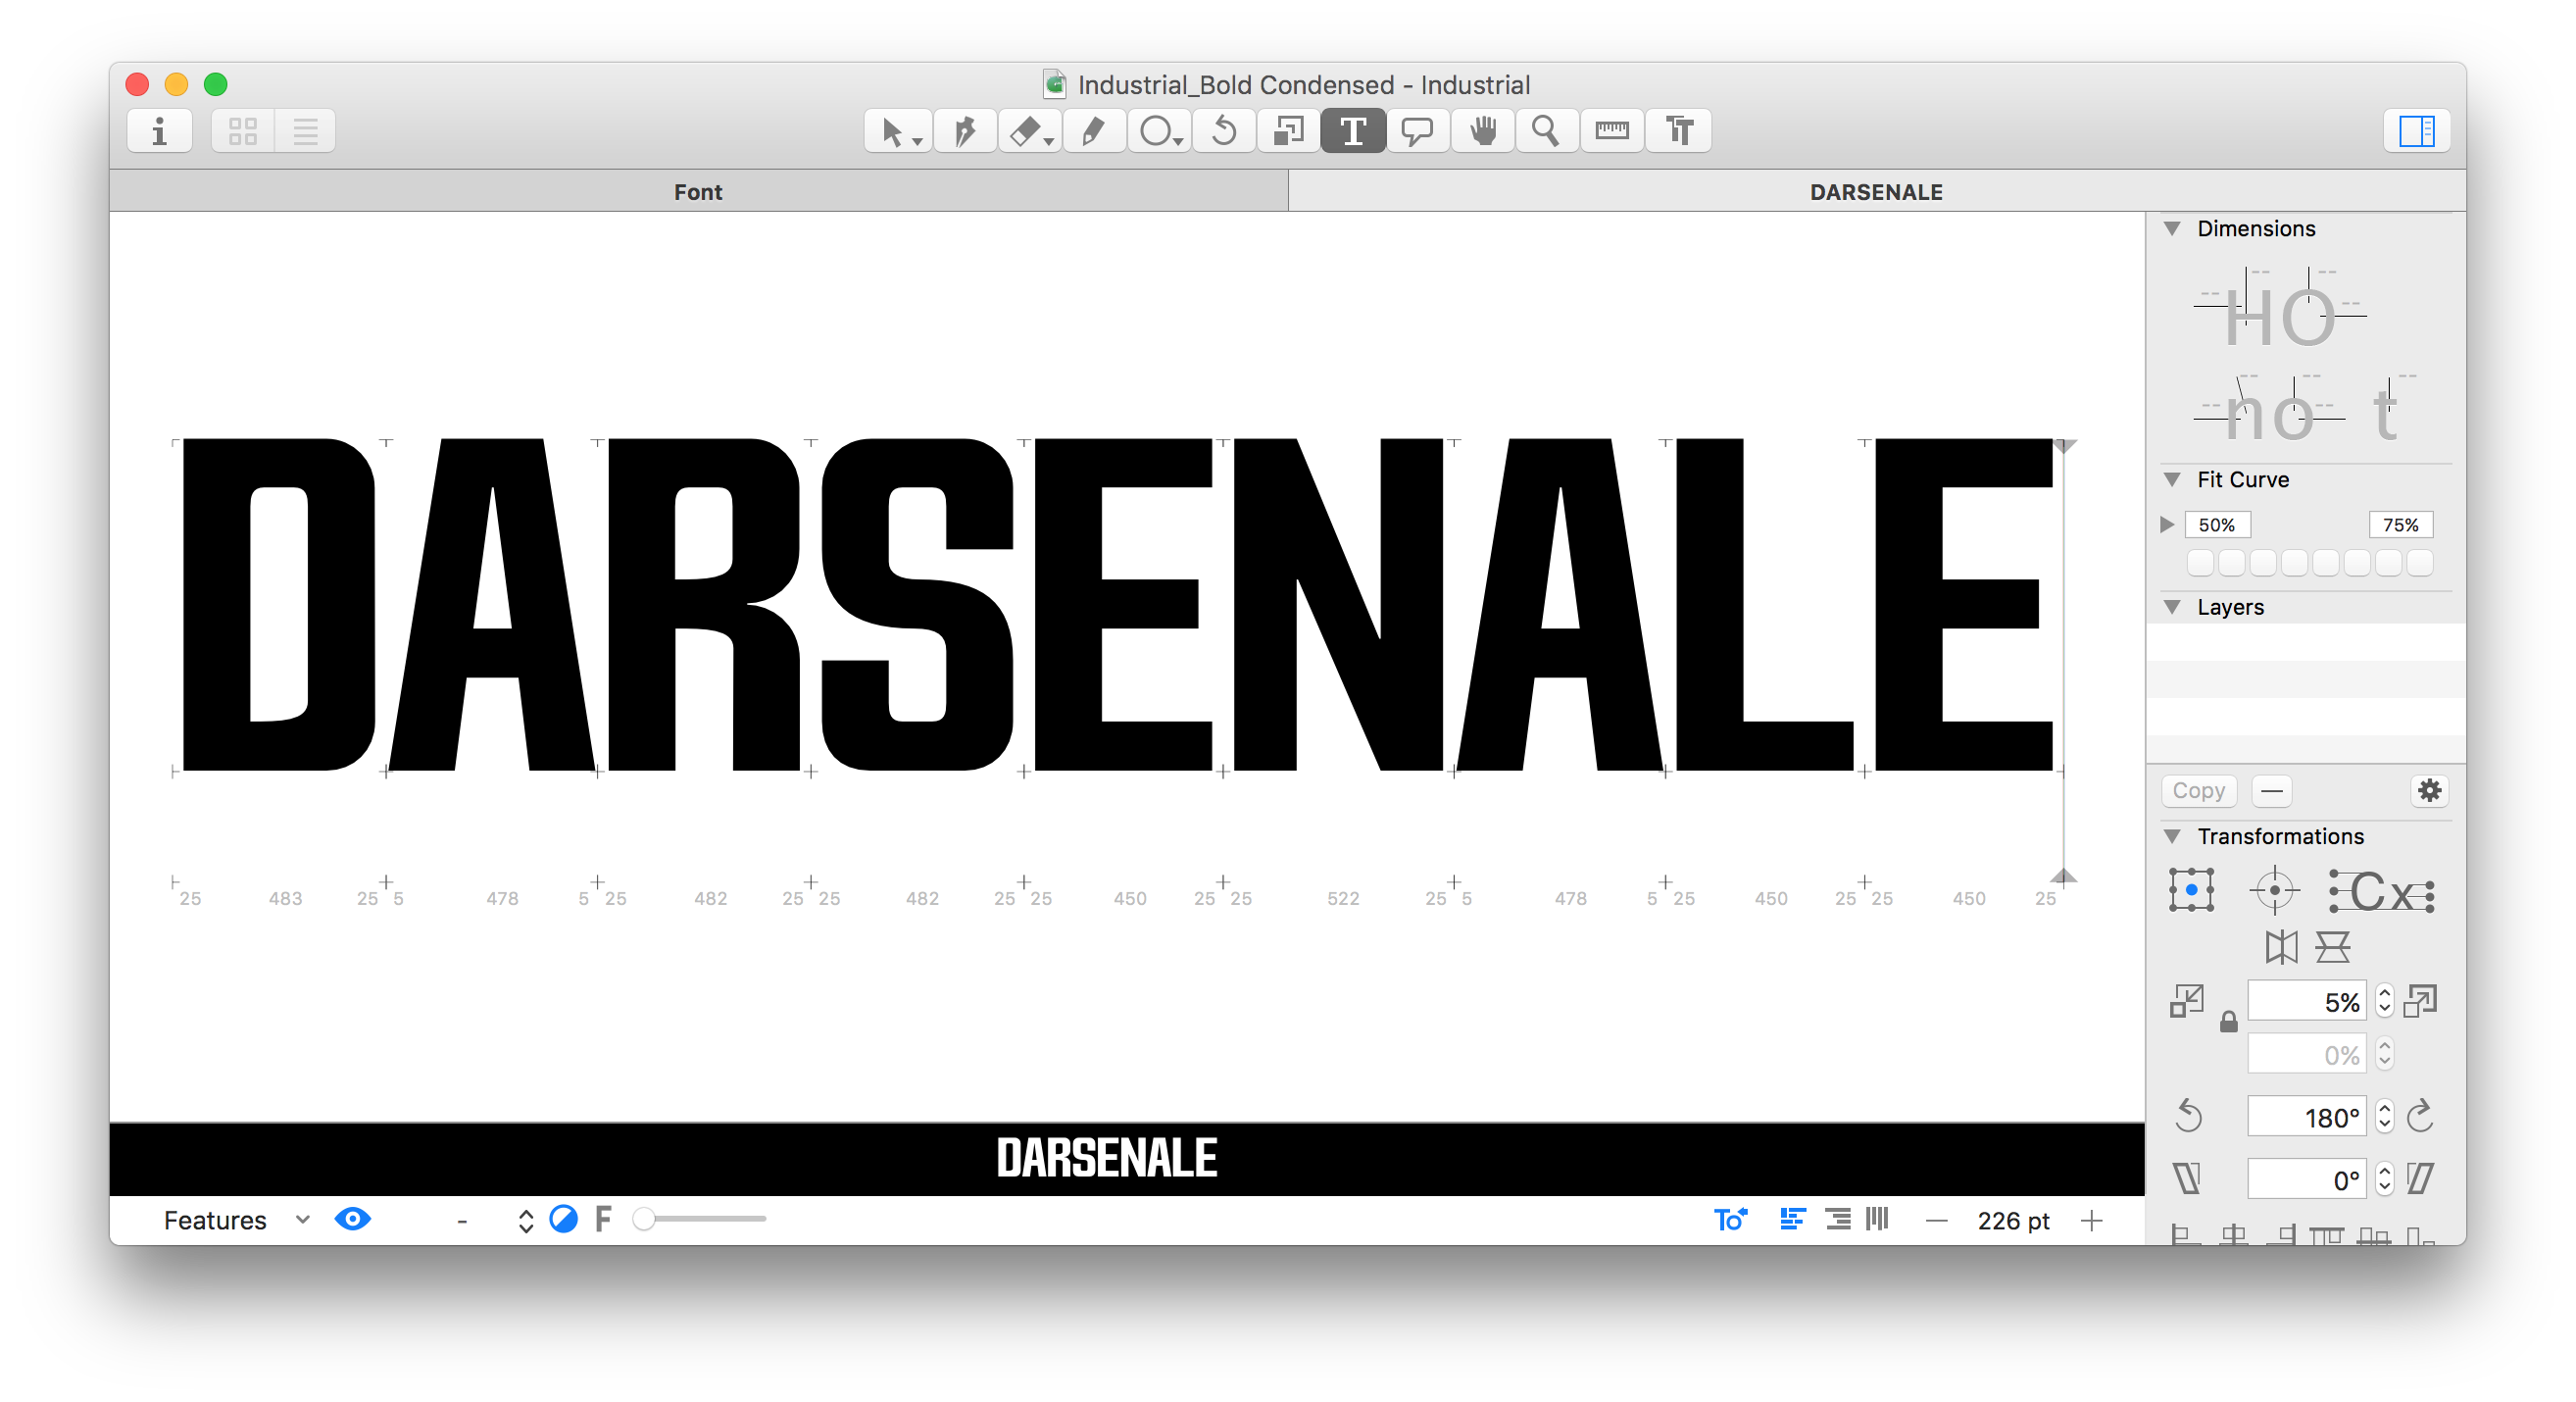 Industrial_Bold Condensed - Industrial
Font
DARSENALE
Dimensions
HO
no t
Fit Curve
50% 75%
Layers
DARSENALE
Copy
Transformations
25 483 25 5 478 5 25 482 25 25 482 25 25 450 25 25 522 25 5 478 5 25 450 25 25 450 25
Cx
5%
0%
180°
0°
DARSENALE
Features - F To 226 pt